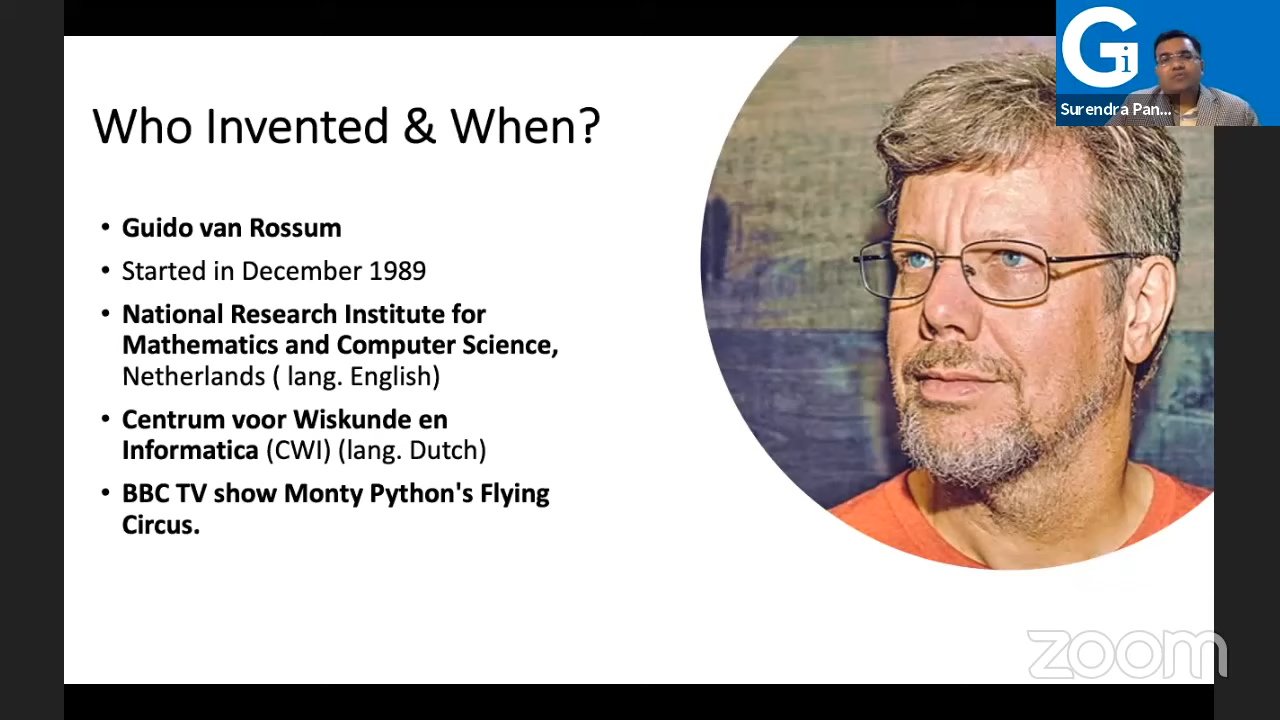 Who Invented & When?
• Guido van Rossum
• Started in December 1989
• National Research Institute for
Mathematics and Computer Science,
Netherlands ( lang. English)
• Centrum voor Wiskunde en
Informatica (CWI) (lang. Dutch)
• BBC TV show Monty Python's Flying
Circus.
Gi
Surendra Pan...
zoom